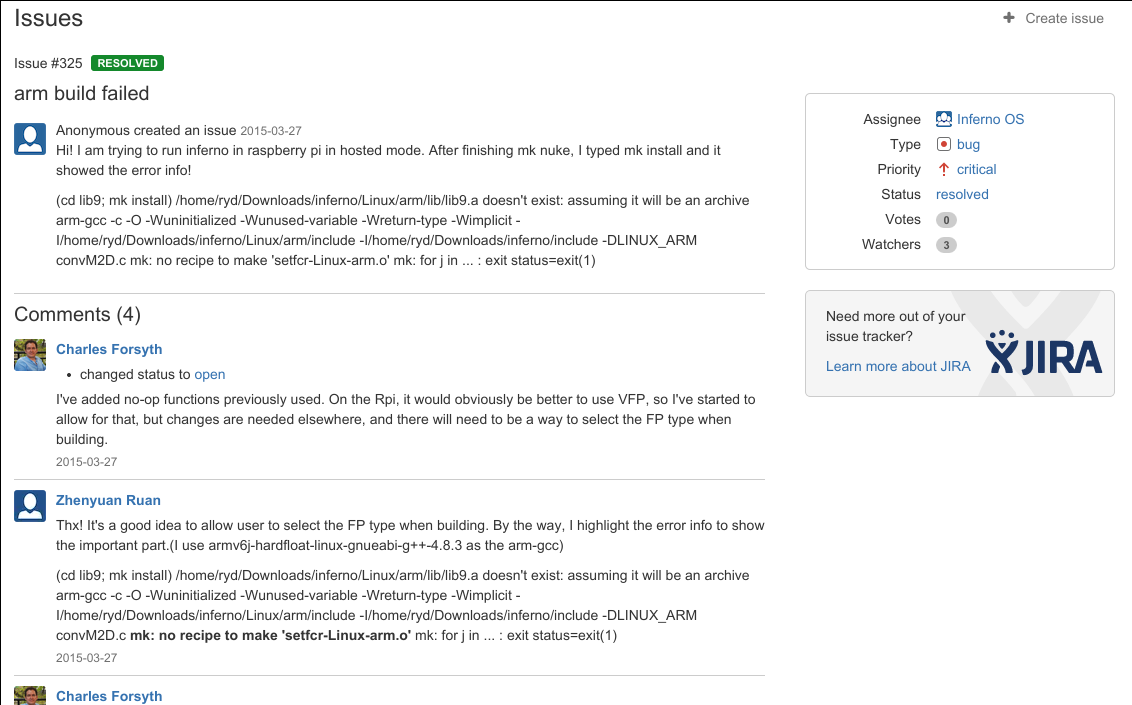 Issues
Create issue
Issue #325 RESOLVED
arm build failed
Anonymous created an issue 2015-03-27
Hi! I am trying to run inferno in raspberry pi in hosted mode. After finishing mk nuke, I typed mk install and it
showed the error info!
(cd lib9; mk install) /home/ryd/Downloads/inferno/Linux/arm/lib/lib9.a doesn't exist: assuming it will be an archive
arm-gcc -c -O -Wuninitialized -Wunused-variable -Wreturn-type -Wimplicit -
I/home/ryd/Downloads/inferno/Linux/arm/include -I/home/ryd/Downloads/inferno/include -DLINUX_ARM
convM2D.c mk: no recipe to make 'setfcr-Linux-arm.o' mk: for j in ... : exit status=exit(1)
Comments (4)
Charles Forsyth
• changed status to open
I've added no-op functions previously used. On the Rpi, it would obviously be better to use VFP, so I've started to
allow for that, but changes are needed elsewhere, and there will need to be a way to select the FP type when
building.
2015-03-27
Zhenyuan Ruan
Thx! It's a good idea to allow user to select the FP type when building. By the way, I highlight the error info to show
the important part.(I use armv6j-hardfloat-linux-gnueabi-g++-4.8.3 as the arm-gcc)
(cd lib9; mk install) /home/ryd/Downloads/inferno/Linux/arm/lib/lib9.a doesn't exist: assuming it will be an archive
arm-gcc -c -O -Wuninitialized -Wunused-variable -Wreturn-type -Wimplicit -
I/home/ryd/Downloads/inferno/Linux/arm/include -I/home/ryd/Downloads/inferno/include -DLINUX_ARM
convM2D.c mk: no recipe to make 'setfcr-Linux-arm.o' mk: for j in ... : exit status=exit(1)
2015-03-27
Charles Forsyth
Assignee Inferno OS
Type bug
Priority critical
Status resolved
Votes 0
Watchers 3
Need more out of your
issue tracker?
Learn more about JIRA
JIRA